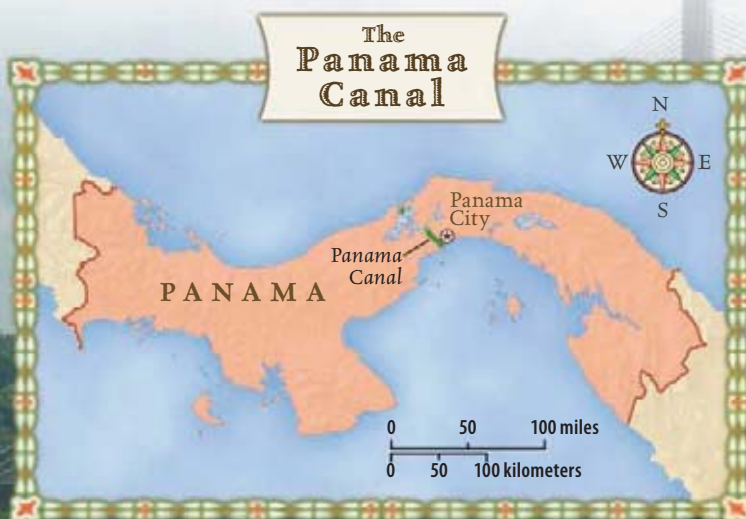 The
Panama
Canal
N
W E
S
Panama
City
Panama
Canal
PANAMA
0 50 100 miles
0 50 100 kilometers